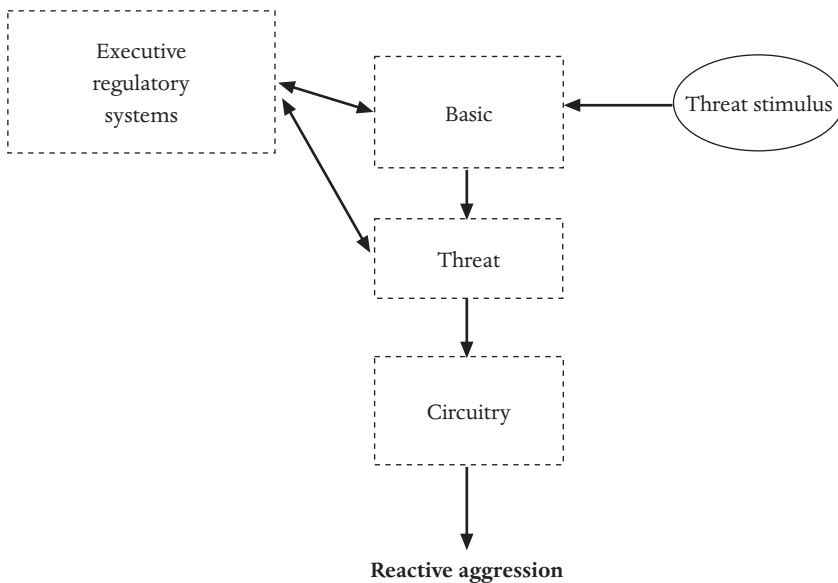 Executive
regulatory
systems
Basic
Threat stimulus
Threat
Circuitry
Reactive aggression